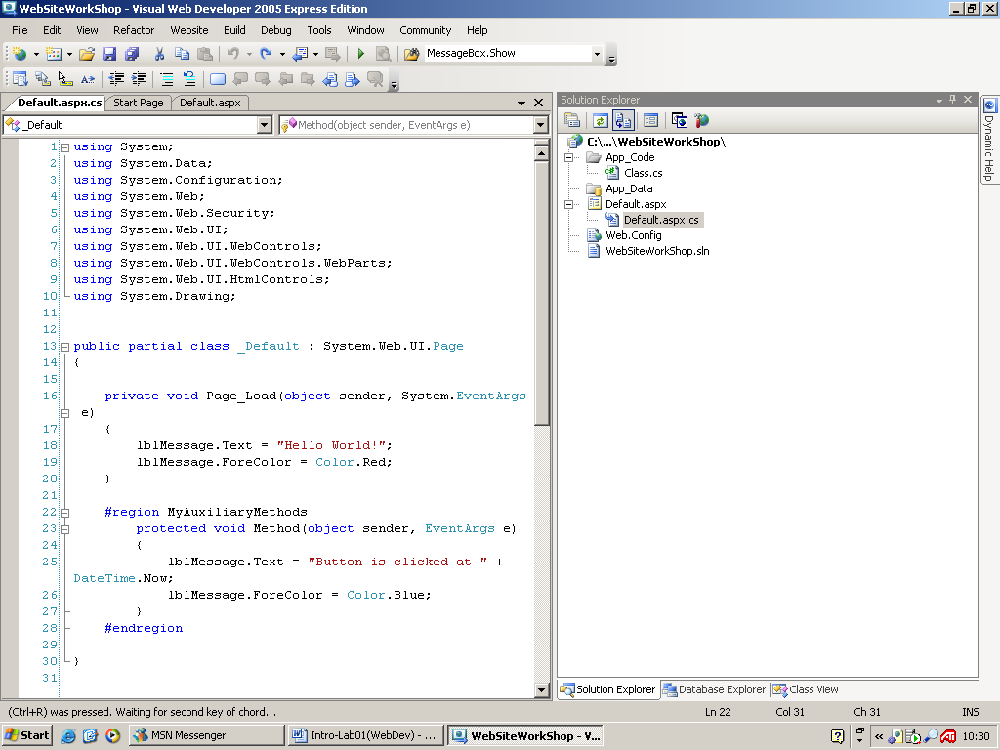 WebSiteWorkShop - Visual Web Developer 2005 Express Edition
File Edit View Refactor Website Build Debug Tools Window Community Help
MessageBox.Show
Default.aspx.cs Start Page Default.aspx
_Default Method(object sender, EventArgs e)
1 using System;
2 using System.Data;
3 using System.Configuration;
4 using System.Web;
5 using System.Web.Security;
6 using System.Web.UI;
7 using System.Web.UI.WebControls;
8 using System.Web.UI.WebControls.WebParts;
9 using System.Web.UI.HtmlControls;
10 using System.Drawing;
11
12
13 public partial class _Default : System.Web.UI.Page
14 {
15
16 private void Page_Load(object sender, System.EventArgs
e)
17 {
18 lblMessage.Text = "Hello World!";
19 lblMessage.ForeColor = Color.Red;
20 }
21
22 #region MyAuxiliaryMethods
23 protected void Method(object sender, EventArgs e)
24 {
25 lblMessage.Text = "Button is clicked at " +
DateTime.Now;
26 lblMessage.ForeColor = Color.Blue;
27 }
28 #endregion
29
30 }
31
Solution Explorer
C:\...\WebSiteWorkShop\
App_Code
Class.cs
App_Data
Default.aspx
Default.aspx.cs
Web.Config
WebSiteWorkShop.sln
Dynamic Help
Solution Explorer Database Explorer Class View
(Ctrl+R) was pressed. Waiting for second key of chord... Ln 22 Col 31 Ch 31 INS
Start MSN Messenger Intro-Lab01(WebDev) - ... WebSiteWorkShop - V... 10:30